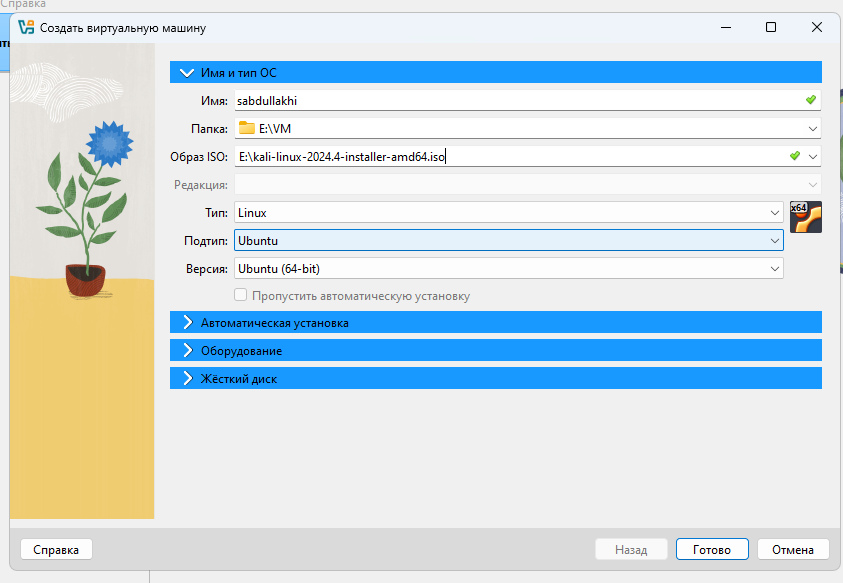 Справка
Создать виртуальную машину
Имя и тип ОС
Имя: sabdullakhi
Папка: E:\VM
Образ ISO: E:\kali-linux-2024.4-installer-amd64.iso
Редакция:
Тип: Linux
x64
Подтип: Ubuntu
Версия: Ubuntu (64-bit)
Пропустить автоматическую установку
Автоматическая установка
Оборудование
Жёсткий диск
Справка Назад Готово Отмена